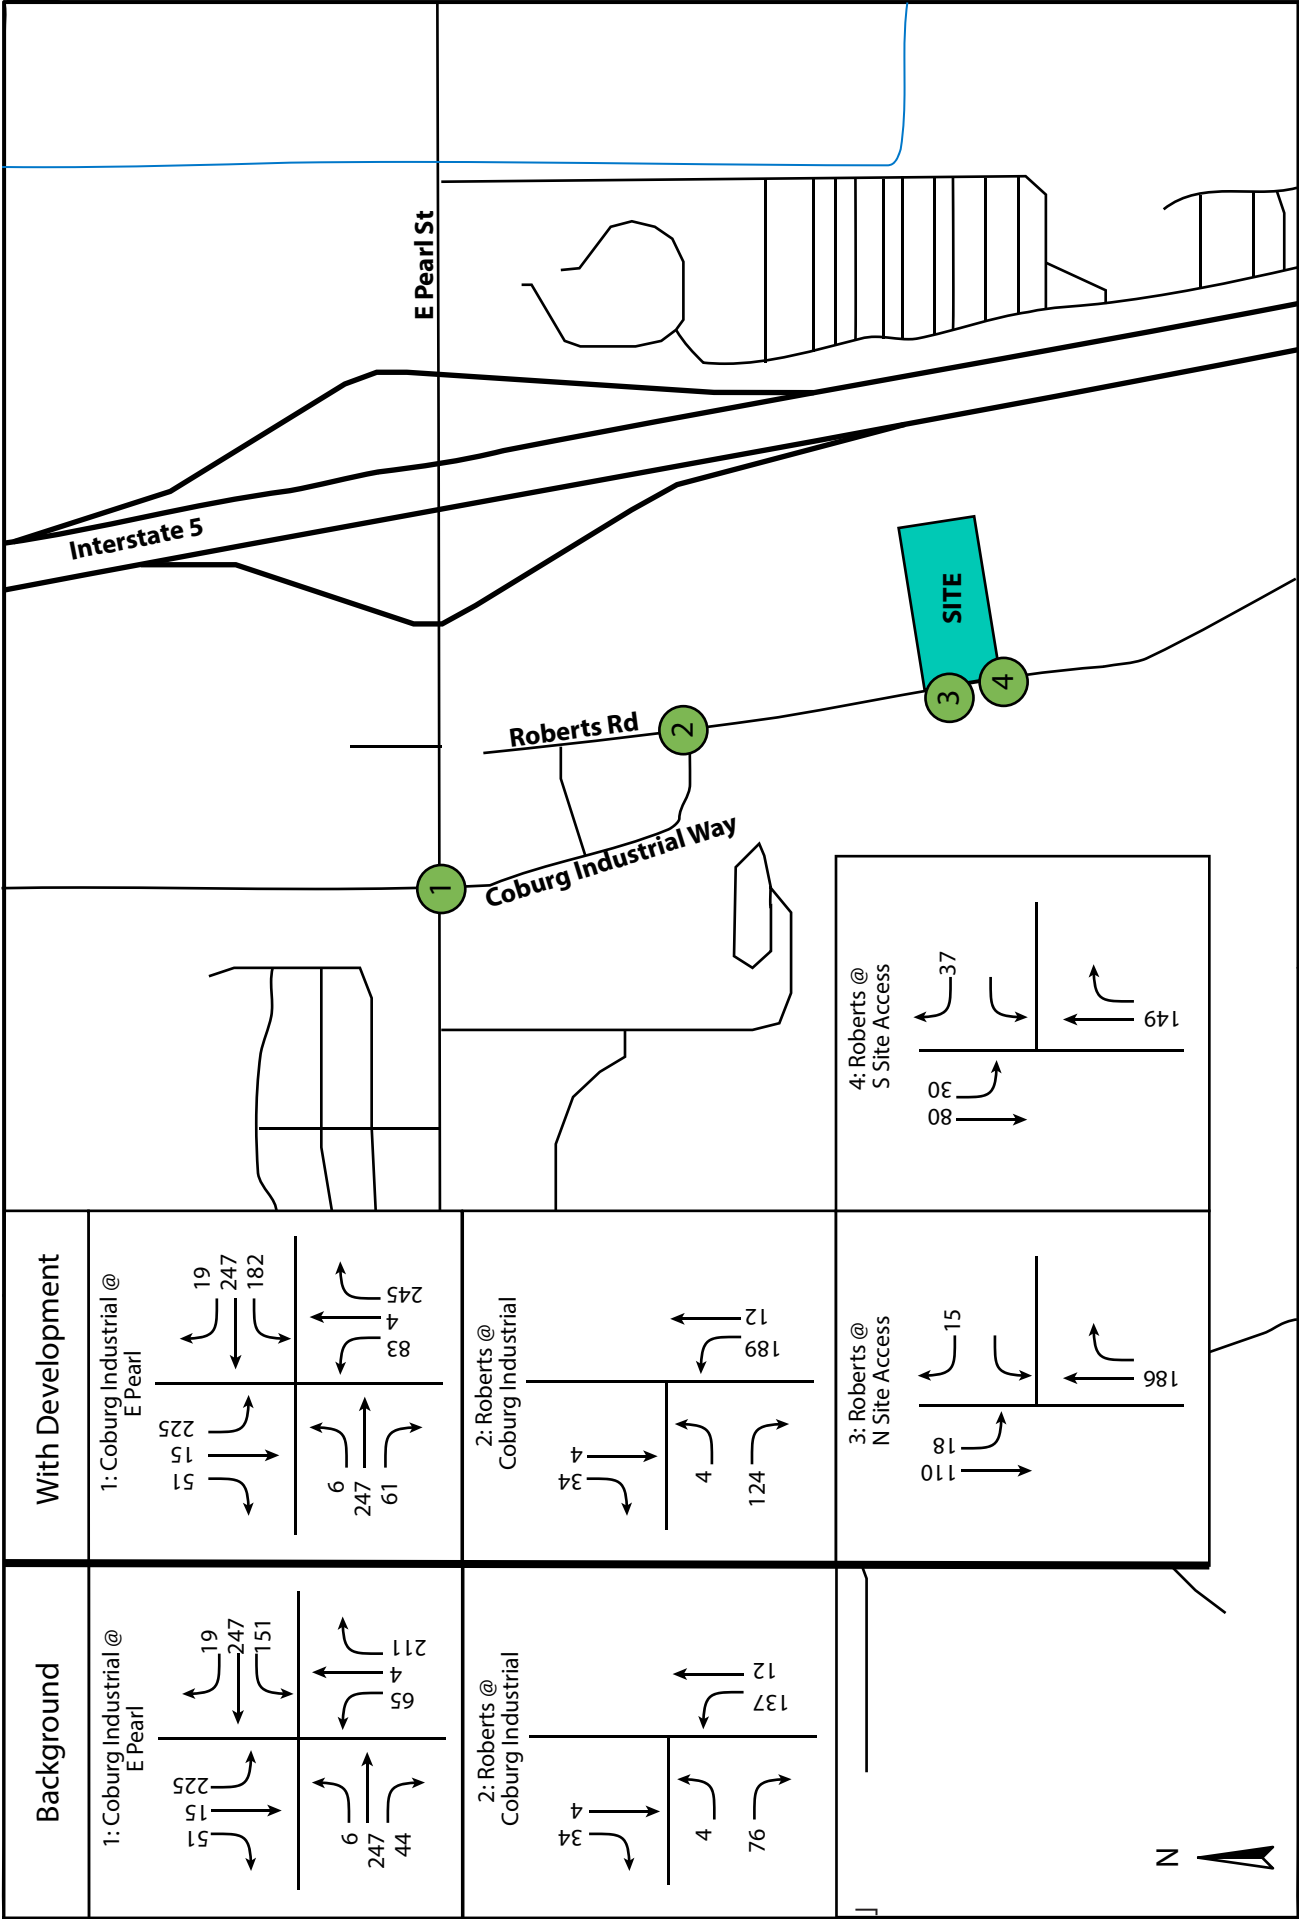 Background
1: Coburg Industrial @
E Pearl
51
15
225
19
247
151
6
247
44
65
4
211
2: Roberts @
Coburg Industrial
34
4
4
76
137
12
With Development
1: Coburg Industrial @
E Pearl
51
15
225
19
247
182
6
247
61
83
4
245
2: Roberts @
Coburg Industrial
34
4
4
124
189
12
3: Roberts @
N Site Access
110
18
15
186
4: Roberts @
S Site Access
80
30
37
149
E Pearl St
Interstate 5
Roberts Rd
Coburg Industrial Way
SITE
1
2
3
4
N